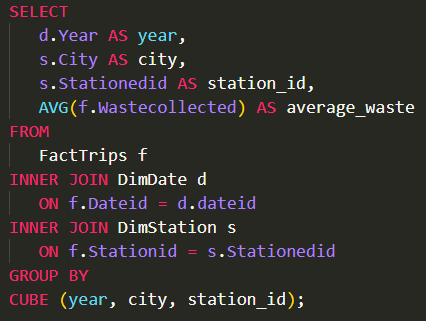 SELECT
d.Year AS year,
s.City AS city,
s.Stationedid AS station_id,
AVG(f.Wastecollected) AS average_waste
FROM
FactTrips f
INNER JOIN DimDate d
ON f.Dateid = d.dateid
INNER JOIN DimStation s
ON f.Stationid = s.Stationedid
GROUP BY
CUBE (year, city, station_id);